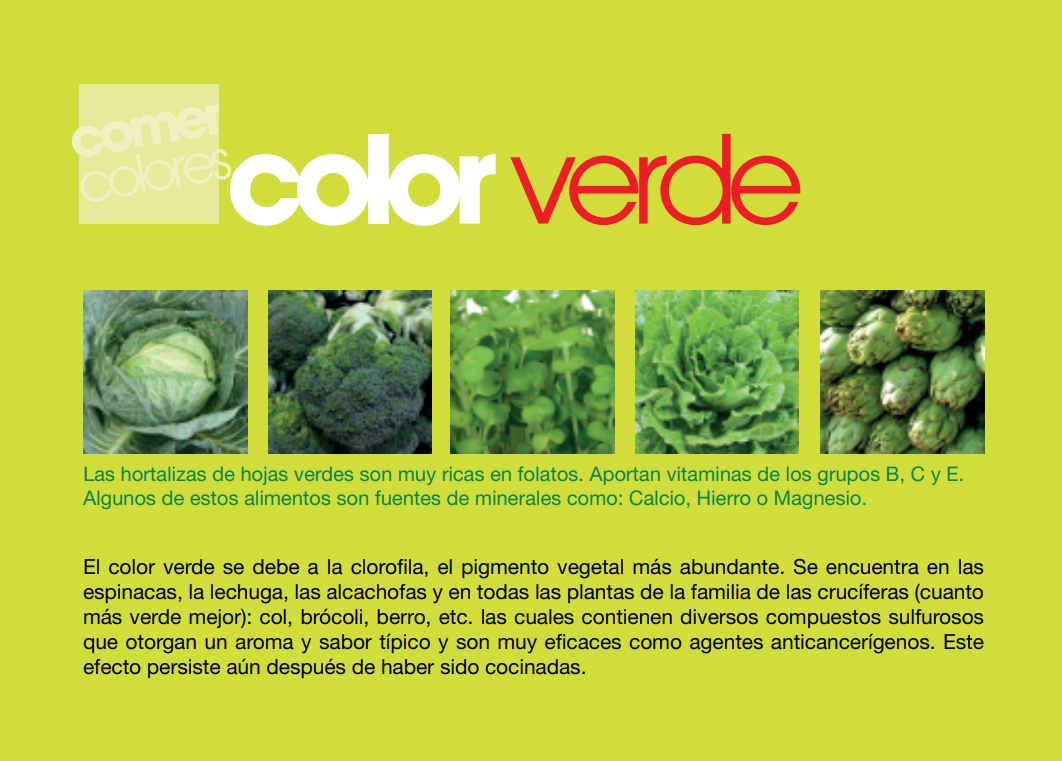 comer
colores
color verde
Las hortalizas de hojas verdes son muy ricas en folatos. Aportan vitaminas de los grupos B, C y E.
Algunos de estos alimentos son fuentes de minerales como: Calcio, Hierro o Magnesio.
El color verde se debe a la clorofila, el pigmento vegetal más abundante. Se encuentra en las
espinacas, la lechuga, las alcachofas y en todas las plantas de la familia de las crucíferas (cuanto
más verde mejor): col, brócoli, berro, etc. las cuales contienen diversos compuestos sulfurosos
que otorgan un aroma y sabor típico y son muy eficaces como agentes anticancerígenos. Este
efecto persiste aún después de haber sido cocinadas.